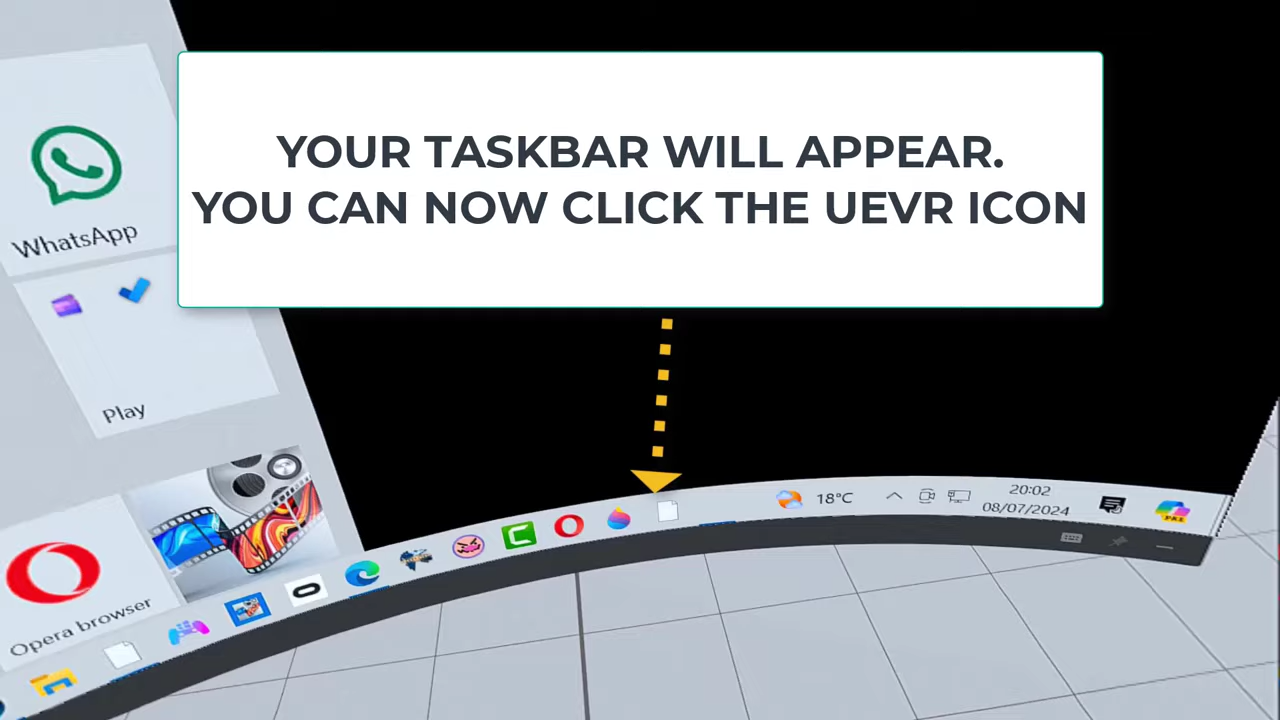 YOUR TASKBAR WILL APPEAR.
YOU CAN NOW CLICK THE UEVR ICON
WhatsApp
Play
Opera browser
18°C
20:02
08/07/2024
PRE